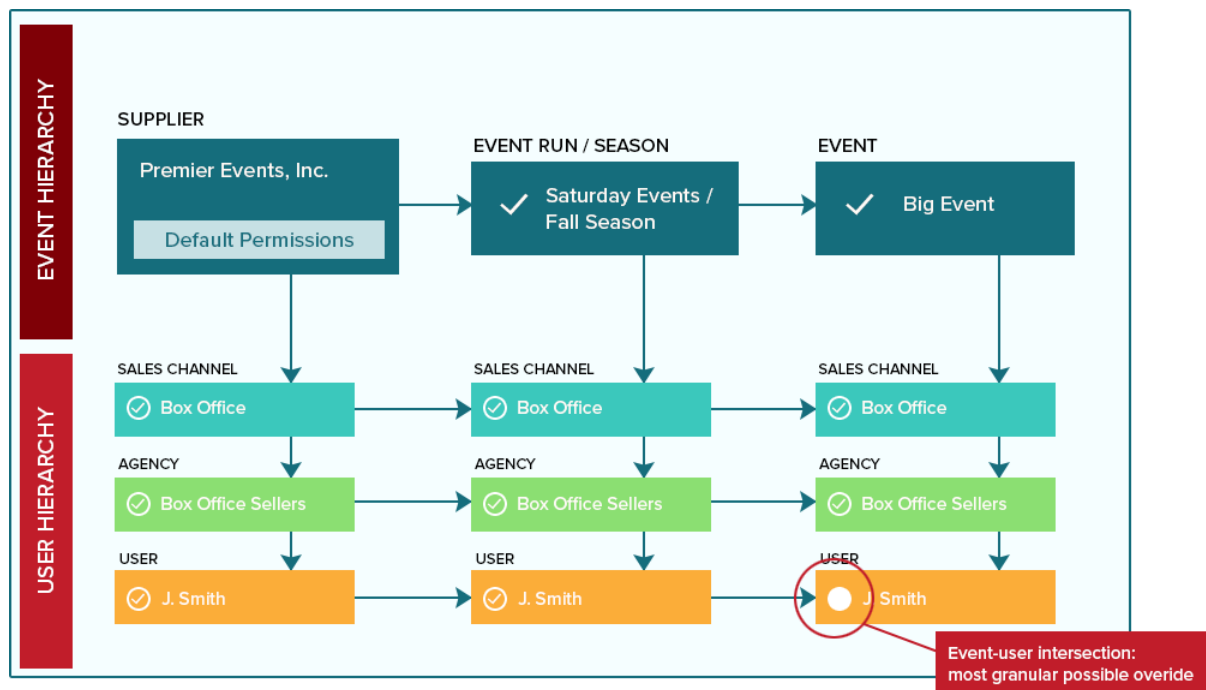 EVENT HIERARCHY
SUPPLIER
Premier Events, Inc.
Default Permissions
EVENT RUN / SEASON
Saturday Events /
Fall Season
EVENT
Big Event
USER HIERARCHY
SALES CHANNEL
Box Office
SALES CHANNEL
Box Office
SALES CHANNEL
Box Office
AGENCY
Box Office Sellers
AGENCY
Box Office Sellers
AGENCY
Box Office Sellers
USER
J. Smith
USER
J. Smith
USER
J. Smith
Event-user intersection:
most granular possible overide